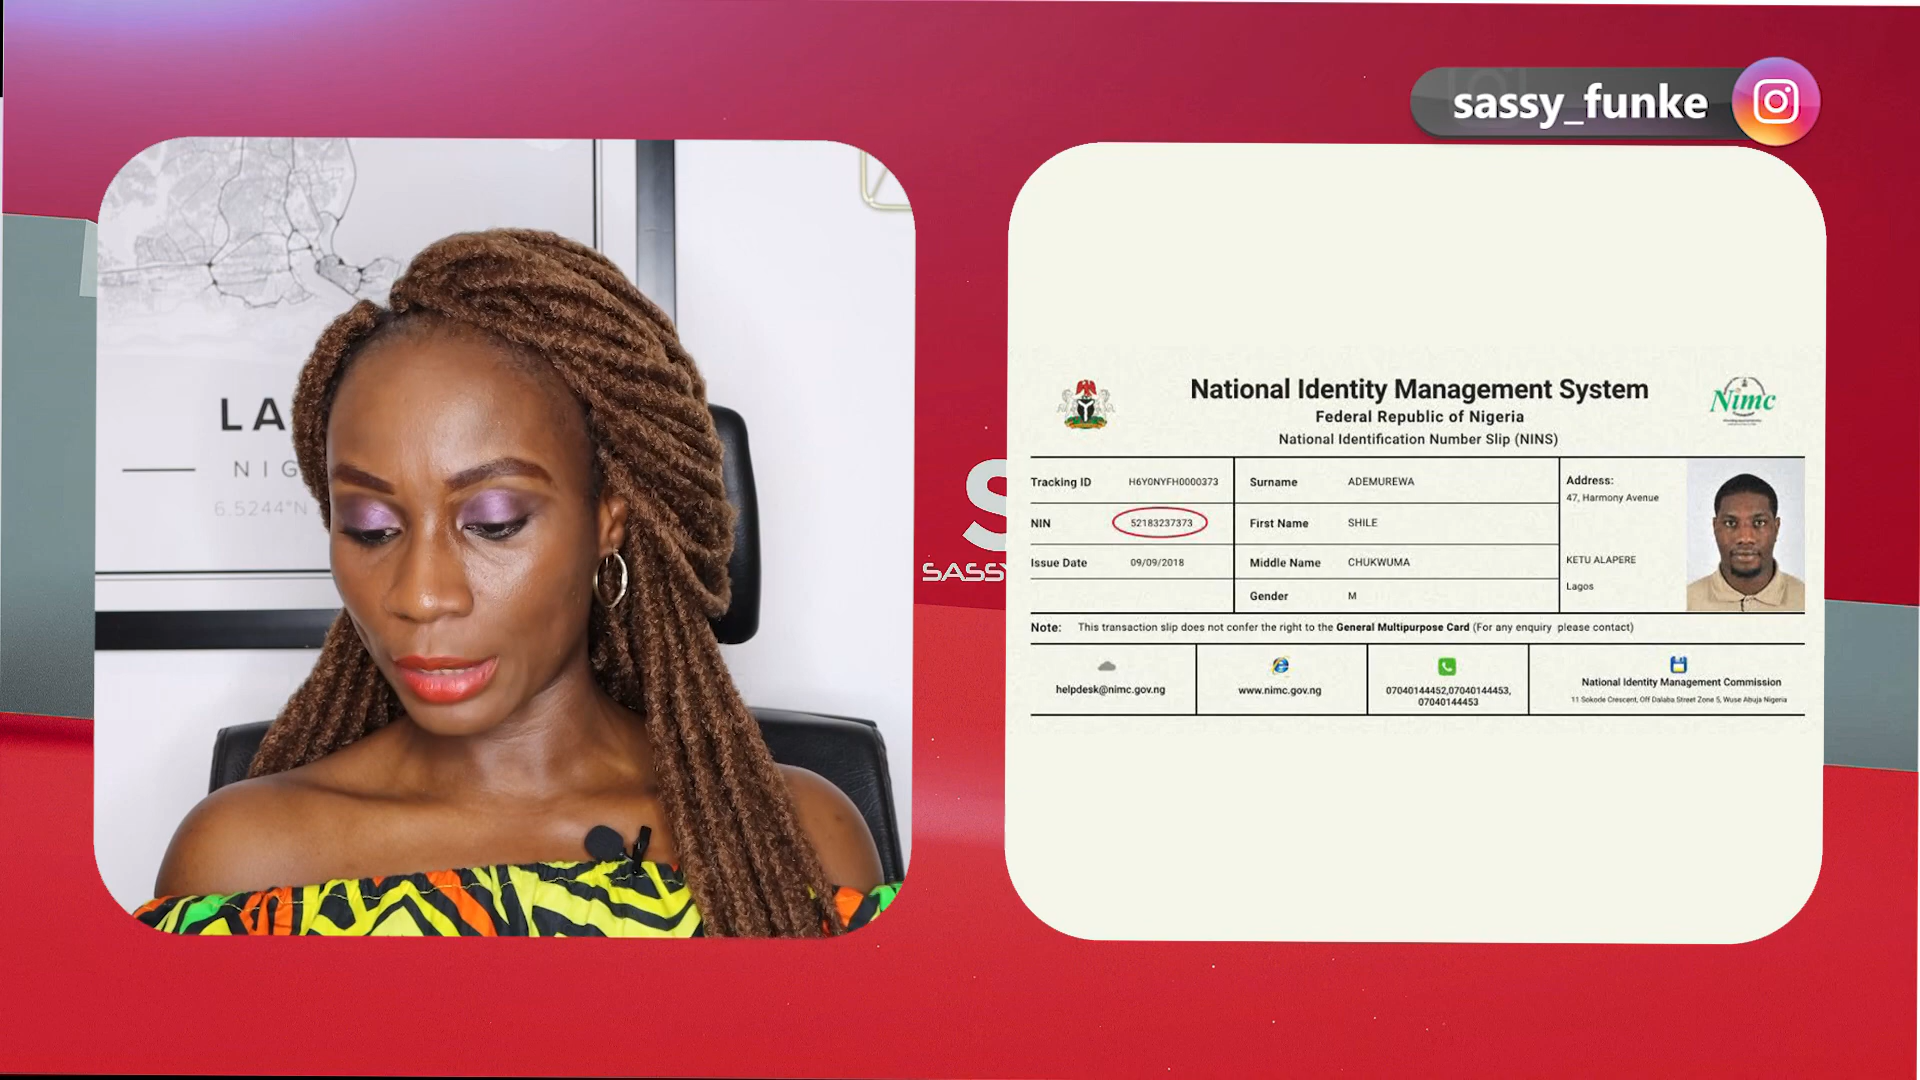 sassy_funke
LA
NIG
6.5244°N
S
SASSY
National Identity Management System
Federal Republic of Nigeria
National Identification Number Slip (NINS)
Nimc
Tracking ID H6Y0NYFH0000373
NIN 52183237373
Issue Date 09/09/2018
Surname ADEMUREWA
First Name SHILE
Middle Name CHUKWUMA
Gender M
Address:
47, Harmony Avenue
KETU ALAPERE
Lagos
Note: This transaction slip does not confer the right to the General Multipurpose Card (For any enquiry please contact)
helpdesk@nimc.gov.ng
www.nimc.gov.ng
07040144452,07040144453,
07040144453
National Identity Management Commission
11 Sokode Crescent, Off Dalaba Street Zone 5, Wuse Abuja Nigeria